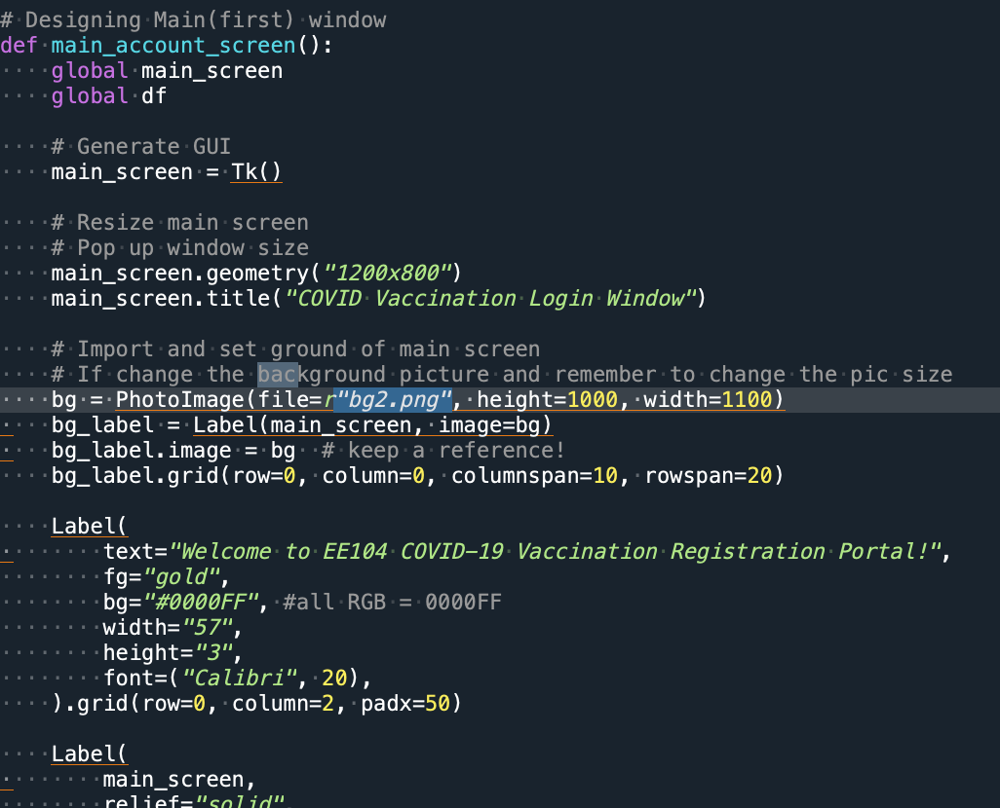 # Designing Main(first) window
def main_account_screen():
    global main_screen
    global df

    # Generate GUI
    main_screen = Tk()

    # Resize main screen
    # Pop up window size
    main_screen.geometry("1200x800")
    main_screen.title("COVID Vaccination Login Window")

    # Import and set ground of main screen
    # If change the background picture and remember to change the pic size
    bg = PhotoImage(file=r"bg2.png", height=1000, width=1100)
    bg_label = Label(main_screen, image=bg)
    bg_label.image = bg  # keep a reference!
    bg_label.grid(row=0, column=0, columnspan=10, rowspan=20)

    Label(
        text="Welcome to EE104 COVID-19 Vaccination Registration Portal!",
        fg="gold",
        bg="#0000FF", #all RGB = 0000FF
        width="57",
        height="3",
        font=("Calibri", 20),
    ).grid(row=0, column=2, padx=50)

    Label(
        main_screen,
        relief="solid",